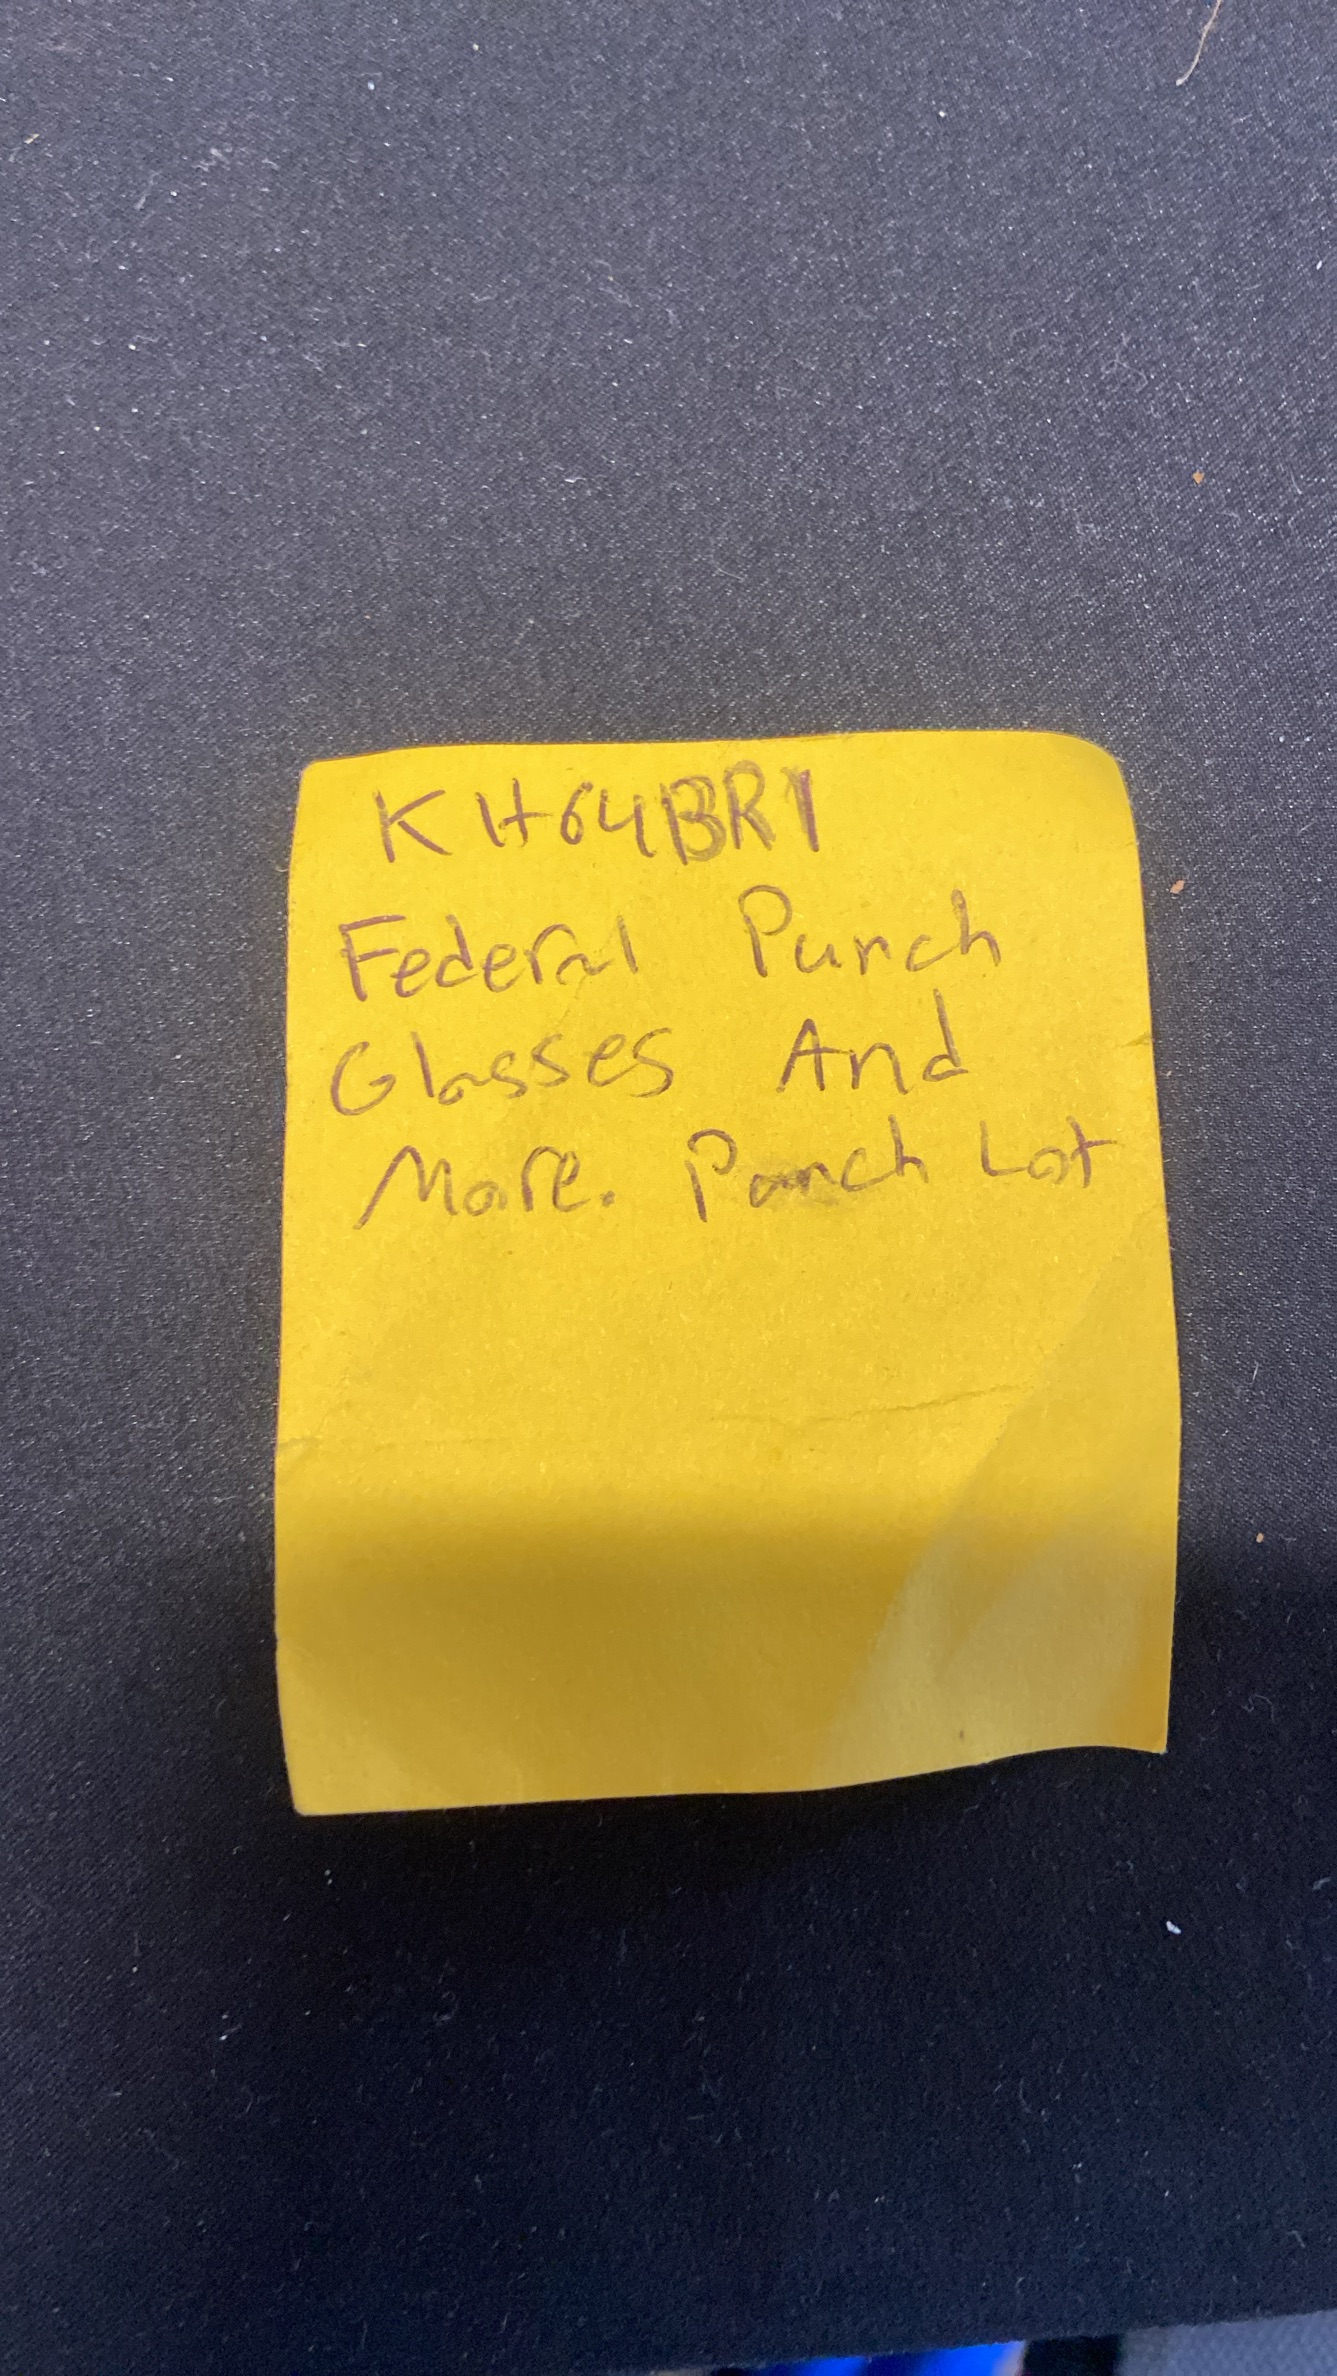 KH64BR1
Federal Punch
Glasses And
More. Punch Lot